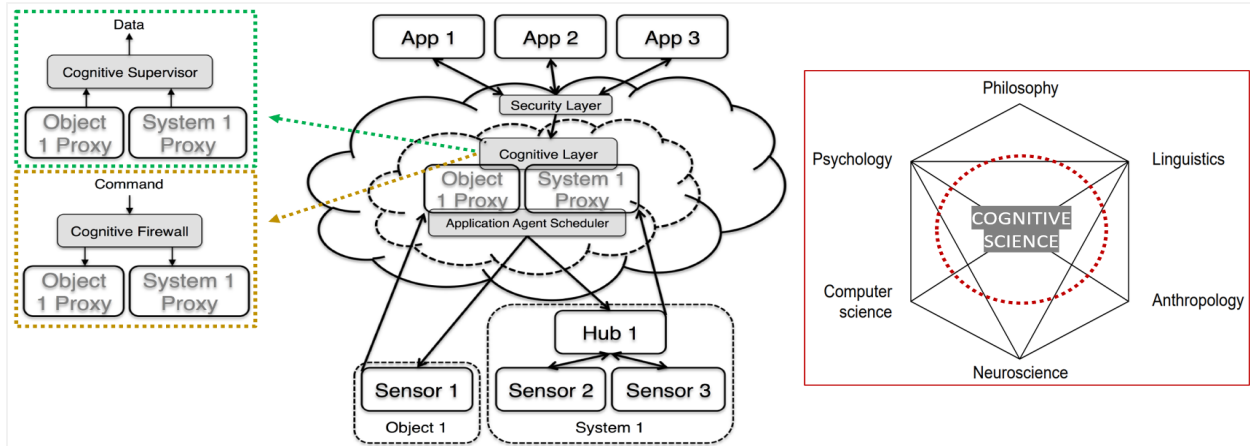 Data
Cognitive Supervisor
Object
1 Proxy
System 1
Proxy
Command
Cognitive Firewall
Object
1 Proxy
System 1
Proxy
App 1
App 2
App 3
Security Layer
Cognitive Layer
Object
1 Proxy
System 1
Proxy
Application Agent Scheduler
Hub 1
Sensor 1
Sensor 2
Sensor 3
Object 1
System 1
Philosophy
Psychology
Linguistics
COGNITIVE
SCIENCE
Computer
science
Anthropology
Neuroscience